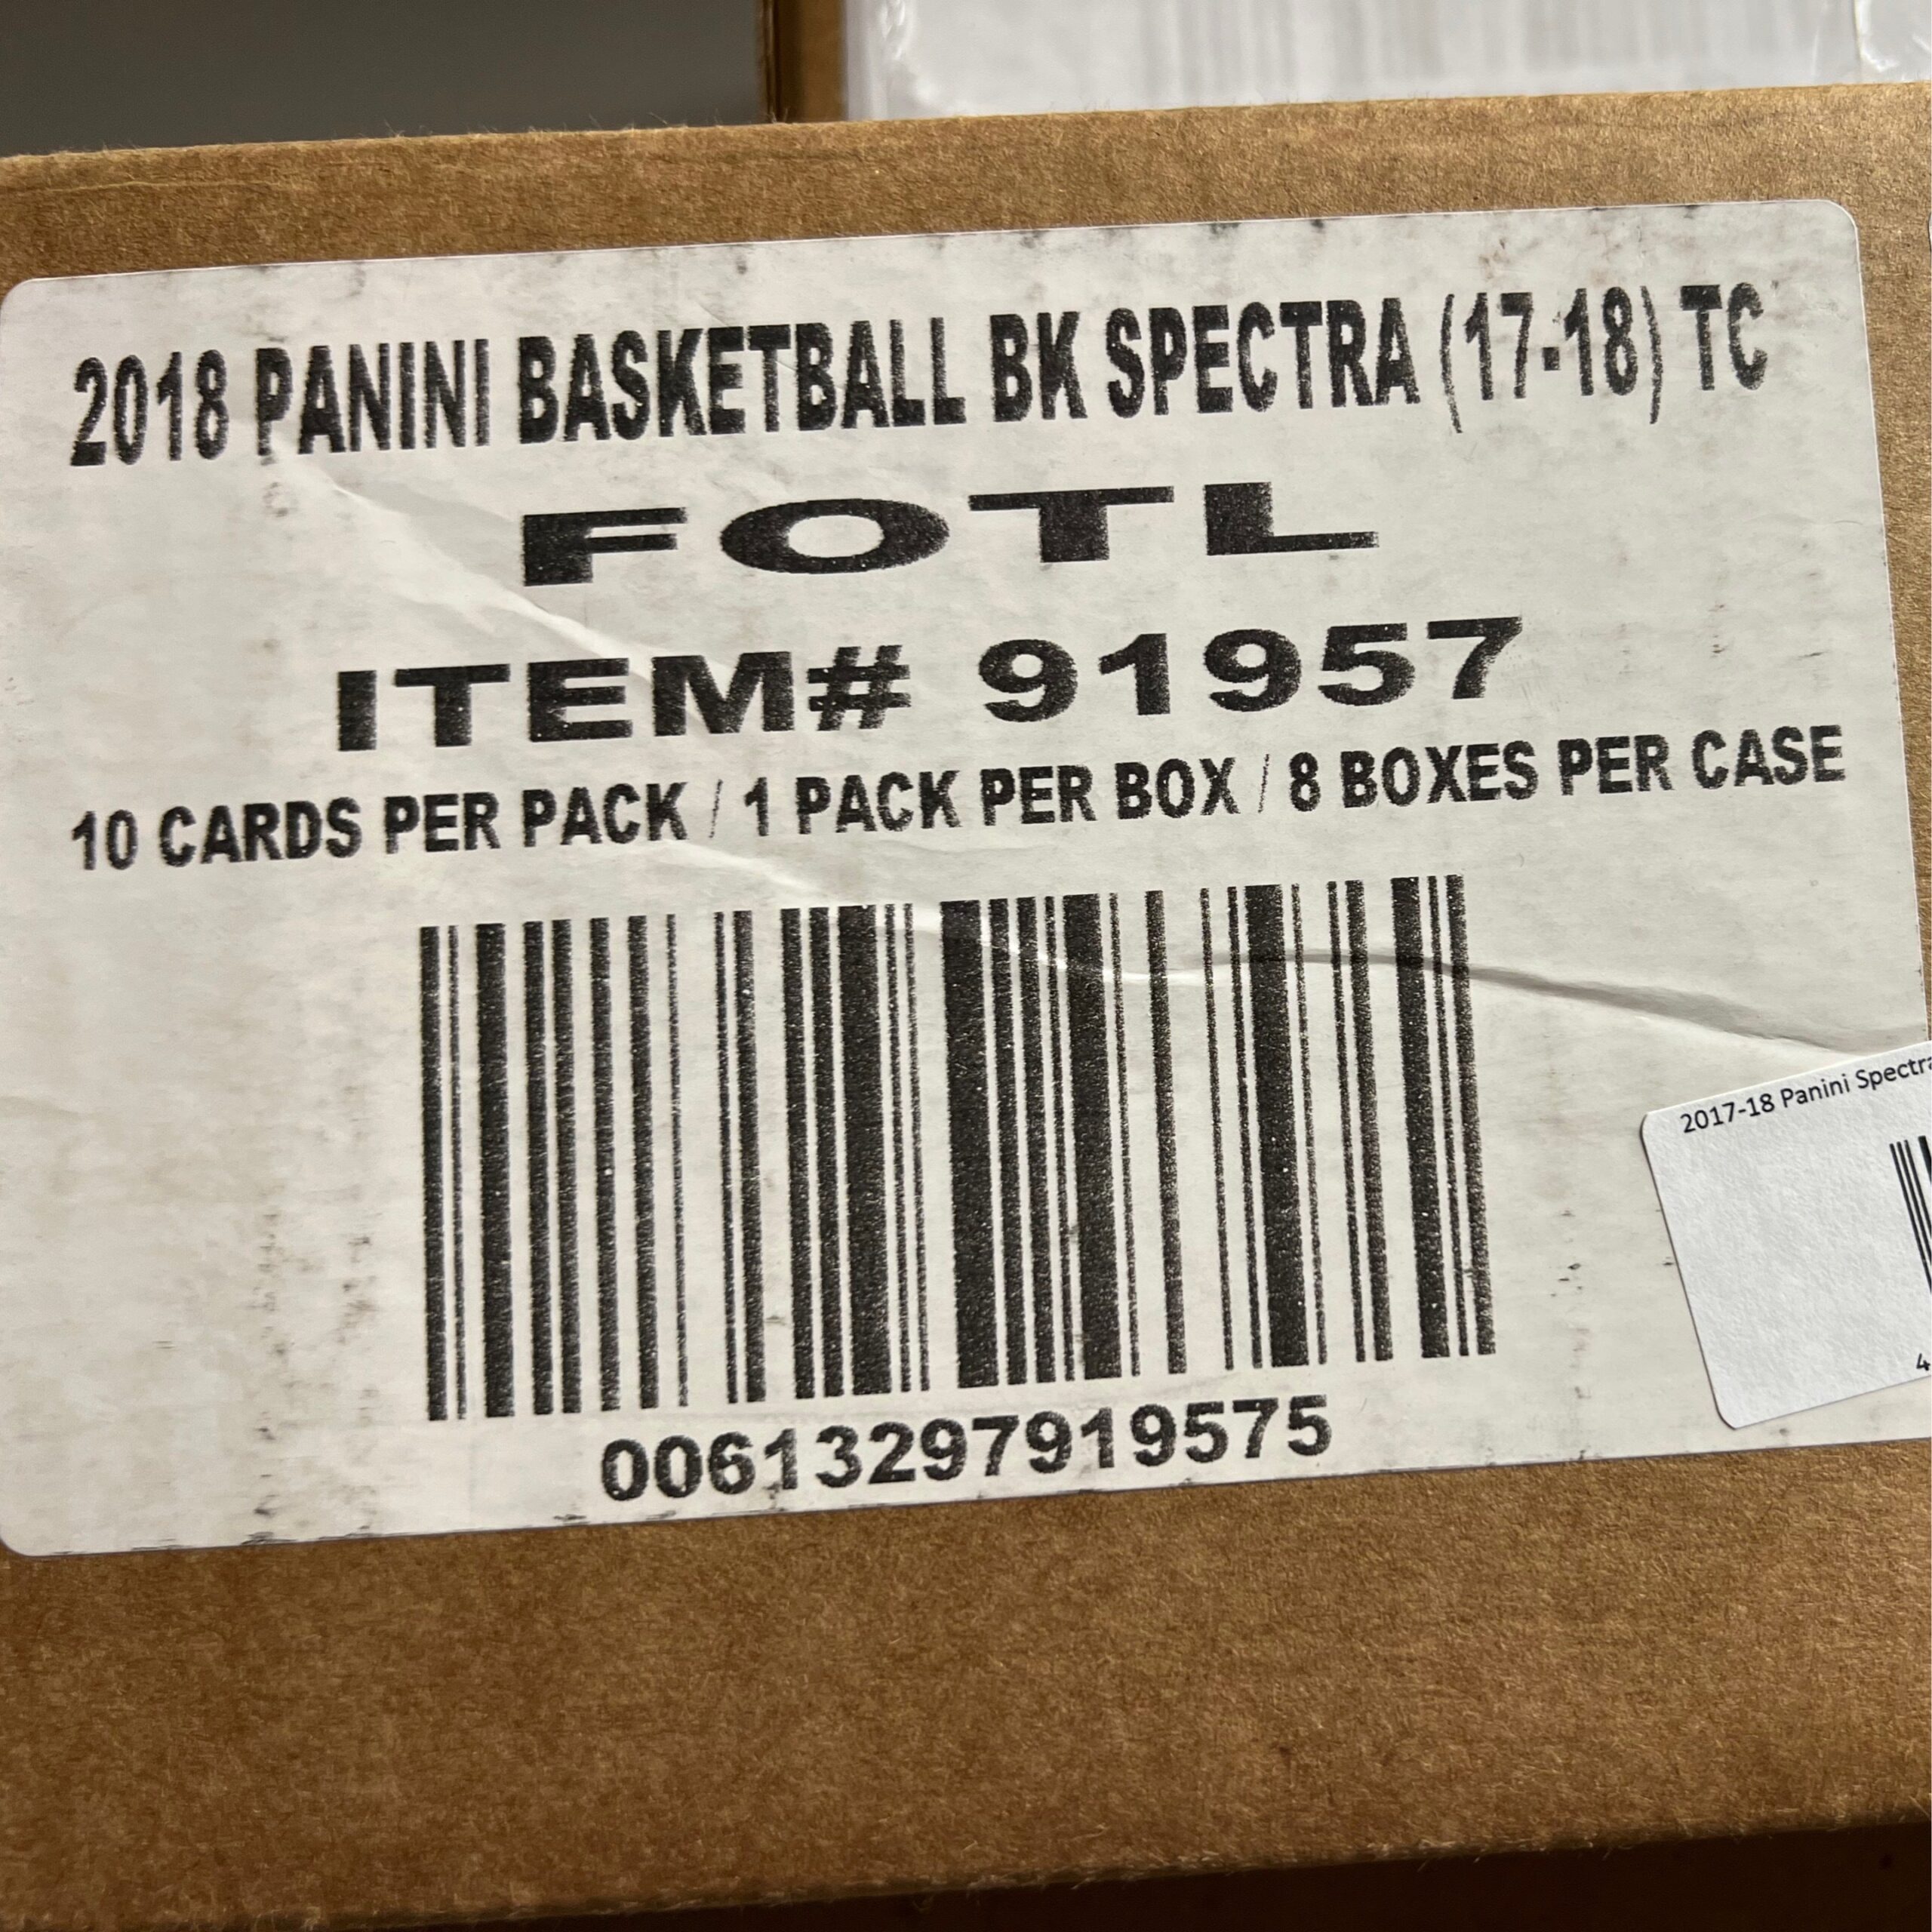 2018 PANINI BASKETBALL BK SPECTRA (17-18) TC
FOTL
ITEM# 91957
10 CARDS PER PACK / 1 PACK PER BOX / 8 BOXES PER CASE
00613297919575
2017-18 Panini Spectra
4